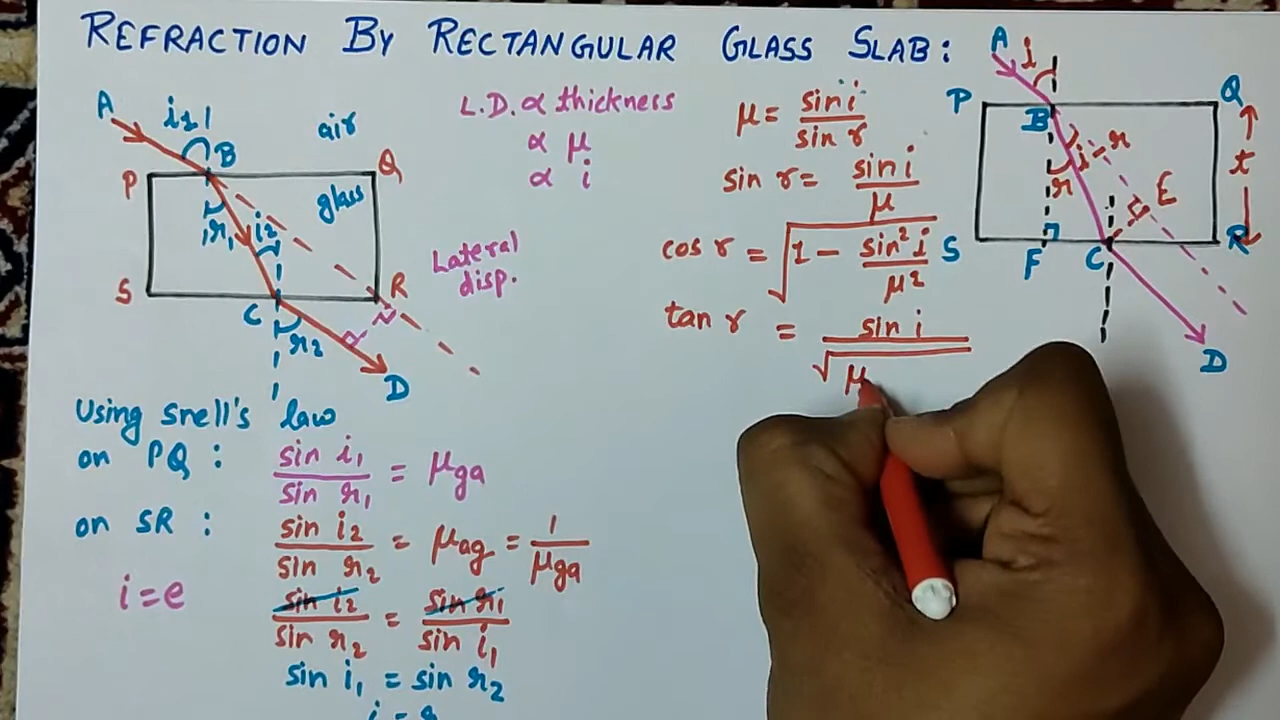 REFRACTION BY RECTANGULAR GLASS SLAB:
A
i₁
B
air
P
Q
glass
r₁
i₂
S
R
C
r₂
D
Lateral
disp.
L.D. α thickness
α μ
α i
Using snell's law
on PQ : sin i₁ / sin r₁ = μga
on SR : sin i₂ / sin r₂ = μag = 1 / μga
i=e
sin i₂ / sin r₂ = sin r₁ / sin i₁
sin i₁ = sin r₂
μ = sin i / sin r
sin r = sin i / μ
cos r = √1 - sin² i / μ²
tan r = sin i / √μ
A
i
P
B
Q
i-r
r
E
t
S
F
C
R
D